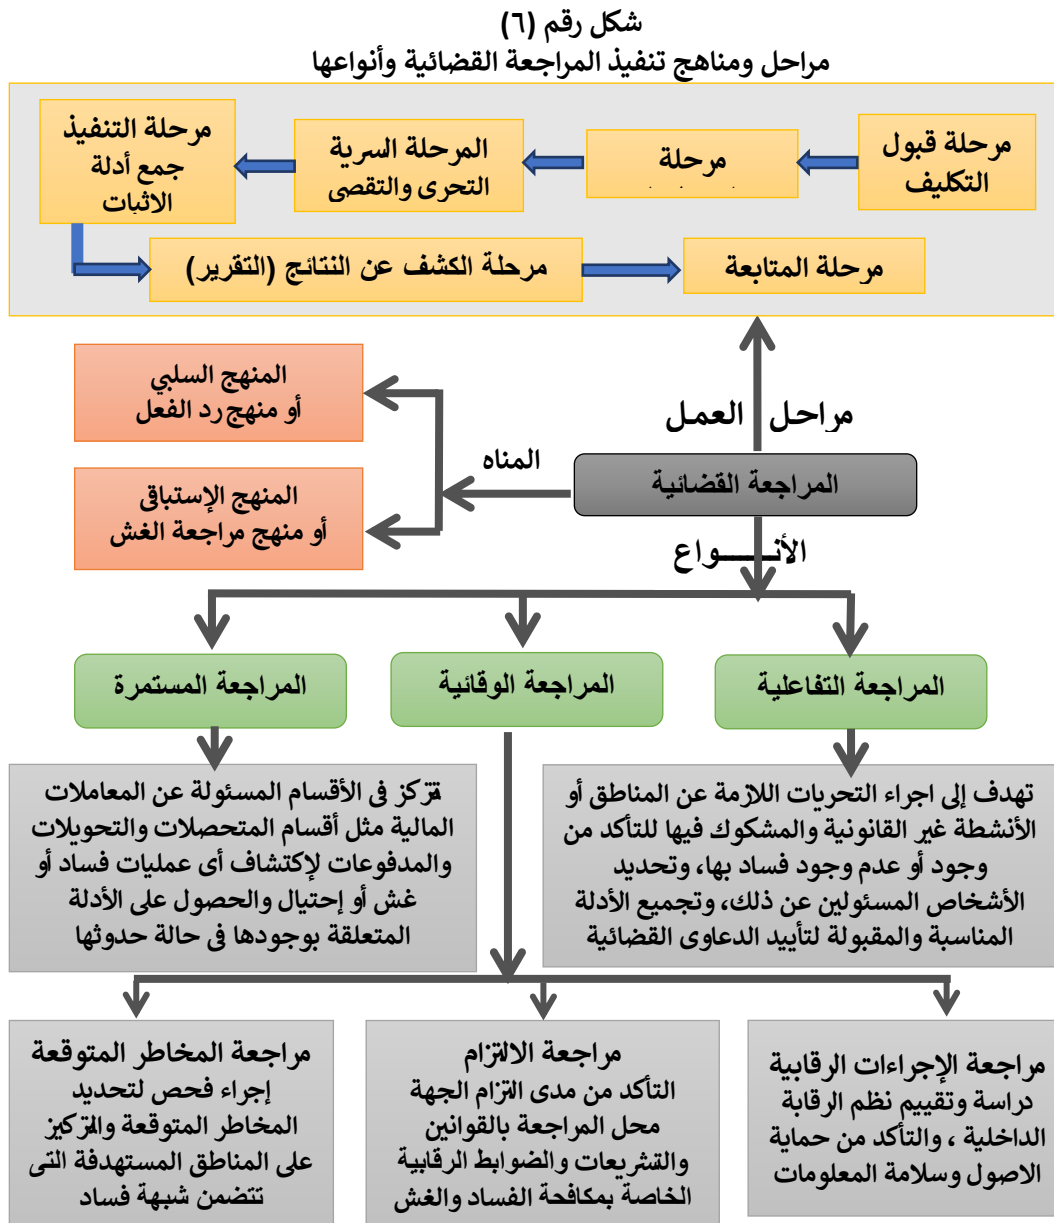 شكل رقم (٦)
مراحل ومناهج تنفيذ المراجعة القضائية وأنواعها
مرحلة قبول
التكليف
مرحلة
المرحلة السرية
التحرى والتقصى
مرحلة التنفيذ
جمع أدلة
الاثبات
مرحلة الكشف عن النتائج (التقرير)
مرحلة المتابعة
مراحل العمل
المراجعة القضائية
المناه
المنهج السلبي
أو منهج رد الفعل
المنهج الإستباقى
أو منهج مراجعة الغش
الأنـــــواع
المراجعة التفاعلية
المراجعة الوقائية
المراجعة المستمرة
تهدف إلى اجراء التحريات اللازمة عن المناطق أو
الأنشطة غير القانونية والمشكوك فيها للتأكد من
وجود أو عدم وجود فساد بها، وتحديد
الأشخاص المسئولين عن ذلك، وتجميع الأدلة
المناسبة والمقبولة لتأييد الدعاوى القضائية
تتركز فى الأقسام المسئولة عن المعاملات
المالية مثل أقسام المتحصلات والتحويلات
والمدفوعات لإكتشاف أى عمليات فساد أو
غش أو إحتيال والحصول على الأدلة
المتعلقة بوجودها فى حالة حدوثها
مراجعة الإجراءات الرقابية
دراسة وتقييم نظم الرقابة
الداخلية ، والتأكد من حماية
الاصول وسلامة المعلومات
مراجعة الالتزام
التأكد من مدى التزام الجهة
محل المراجعة بالقوانين
والتشريعات والضوابط الرقابية
الخاصة بمكافحة الفساد والغش
مراجعة المخاطر المتوقعة
إجراء فحص لتحديد
المخاطر المتوقعة والتركيز
على المناطق المستهدفة التى
تتضمن شبهة فساد